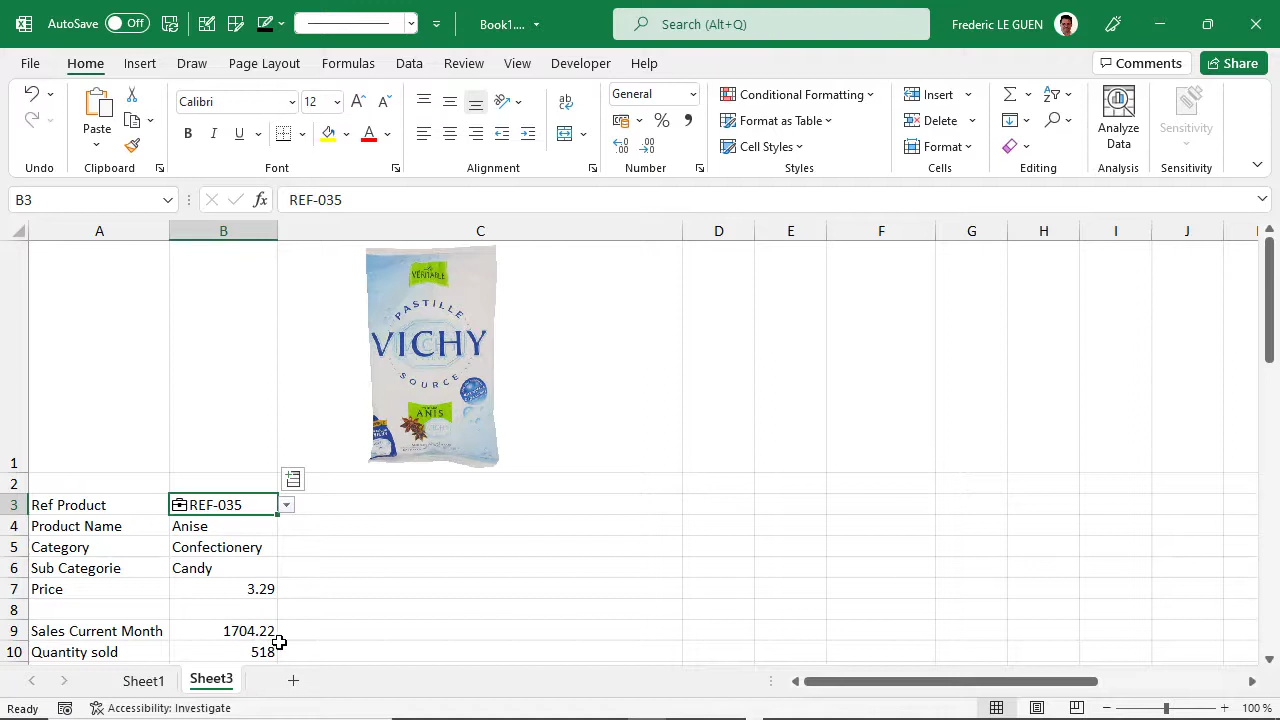 AutoSave Off Book1.... Search (Alt+Q) Frederic LE GUEN
File Home Insert Draw Page Layout Formulas Data Review View Developer Help Comments Share
Calibri 12 General Conditional Formatting Insert
Paste Format as Table Delete Analyze Data Sensitivity
Cell Styles Format
Undo Clipboard Font Alignment Number Styles Cells Editing Analysis Sensitivity
B3 REF-035
A B C D E F G H I J
VÉRITABLE
PASTILLE
VICHY
SOURCE
ANIS
1
2
3 Ref Product REF-035
4 Product Name Anise
5 Category Confectionery
6 Sub Categorie Candy
7 Price 3.29
8
9 Sales Current Month 1704.22
10 Quantity sold 518
Sheet1 Sheet3
Ready Accessibility: Investigate 100 %